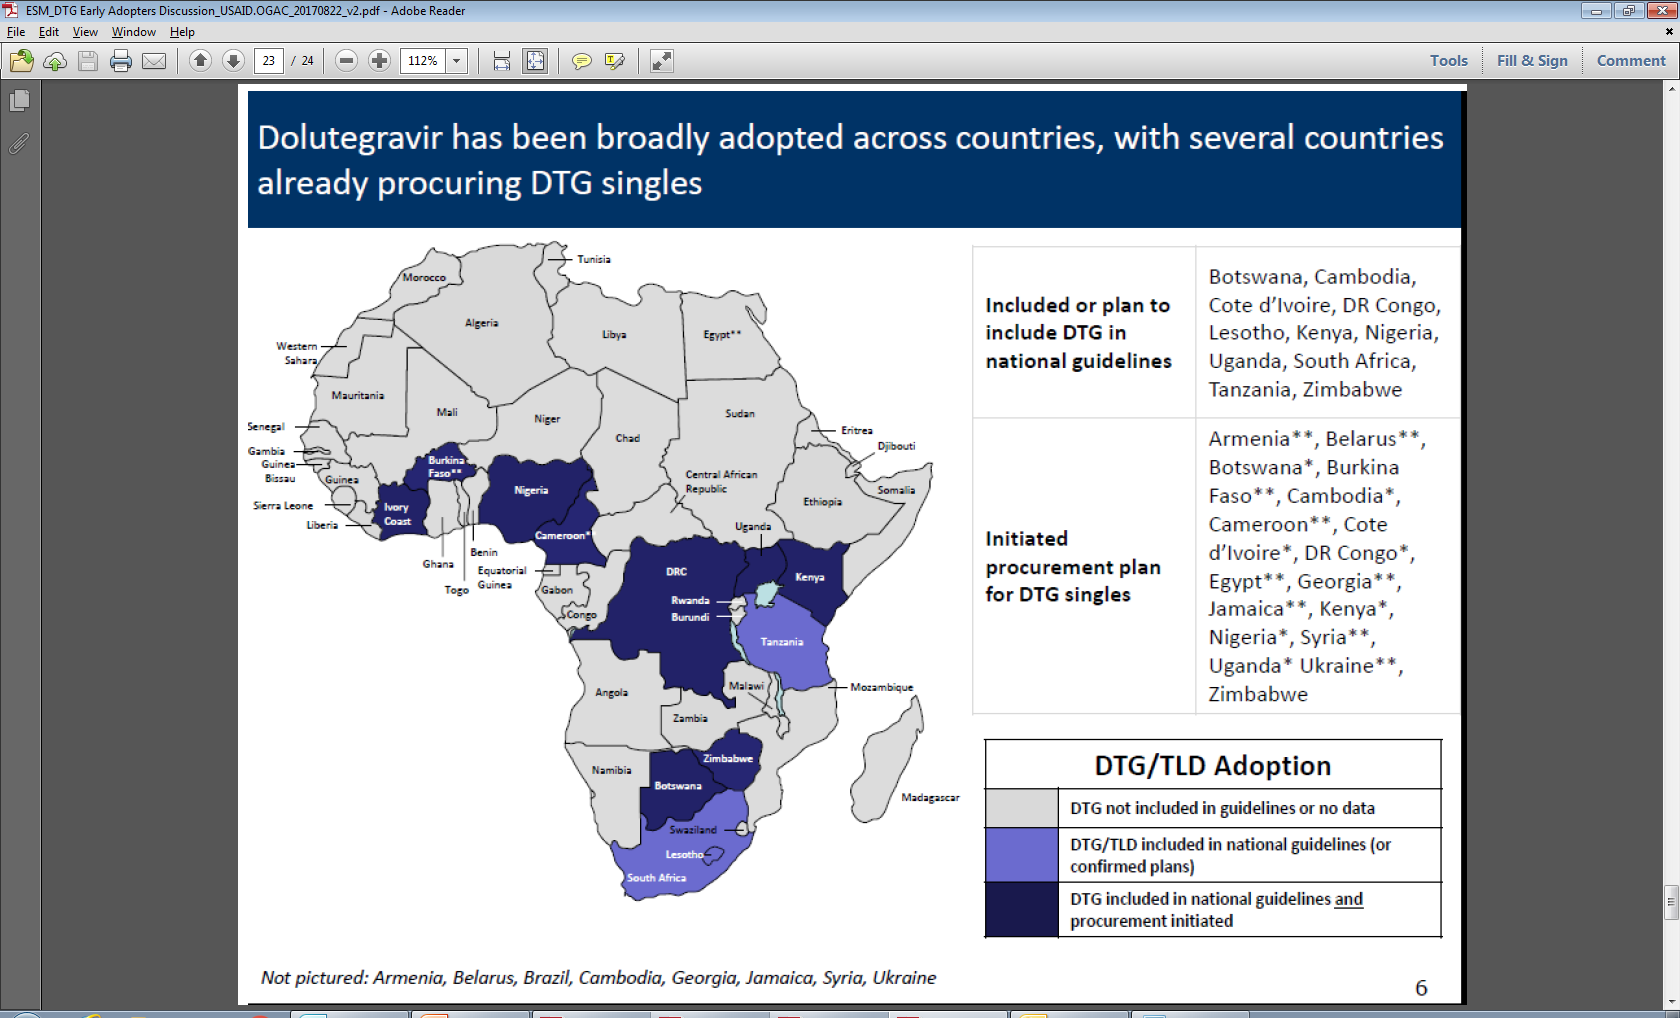 ESM_DTG Early Adopters Discussion_USAID.OGAC_20170822_v2.pdf - Adobe Reader
File Edit View Window Help
23 / 24 112% Tools Fill & Sign Comment
Dolutegravir has been broadly adopted across countries, with several countries
already procuring DTG singles
Tunisia
Morocco
Algeria
Libya
Egypt**
Western
Sahara
Mauritania
Mali
Niger
Chad
Sudan
Eritrea
Djibouti
Senegal
Gambia
Guinea
Bissau
Guinea
Sierra Leone
Liberia
Burkina
Faso**
Ivory
Coast
Nigeria
Cameroon**
Central African
Republic
Ethiopia
Somalia
Uganda
Ghana
Togo
Benin
Equatorial
Guinea
Gabon
Congo
DRC
Kenya
Rwanda
Burundi
Tanzania
Angola
Malawi
Mozambique
Zambia
Zimbabwe
Namibia
Botswana
Madagascar
Swaziland
Lesotho
South Africa
Included or plan to
include DTG in
national guidelines
Botswana, Cambodia,
Cote d’Ivoire, DR Congo,
Lesotho, Kenya, Nigeria,
Uganda, South Africa,
Tanzania, Zimbabwe
Initiated
procurement plan
for DTG singles
Armenia**, Belarus**,
Botswana*, Burkina
Faso**, Cambodia*,
Cameroon**, Cote
d’Ivoire*, DR Congo*,
Egypt**, Georgia**,
Jamaica**, Kenya*,
Nigeria*, Syria**,
Uganda* Ukraine**,
Zimbabwe
DTG/TLD Adoption
DTG not included in guidelines or no data
DTG/TLD included in national guidelines (or
confirmed plans)
DTG included in national guidelines and
procurement initiated
Not pictured: Armenia, Belarus, Brazil, Cambodia, Georgia, Jamaica, Syria, Ukraine
6